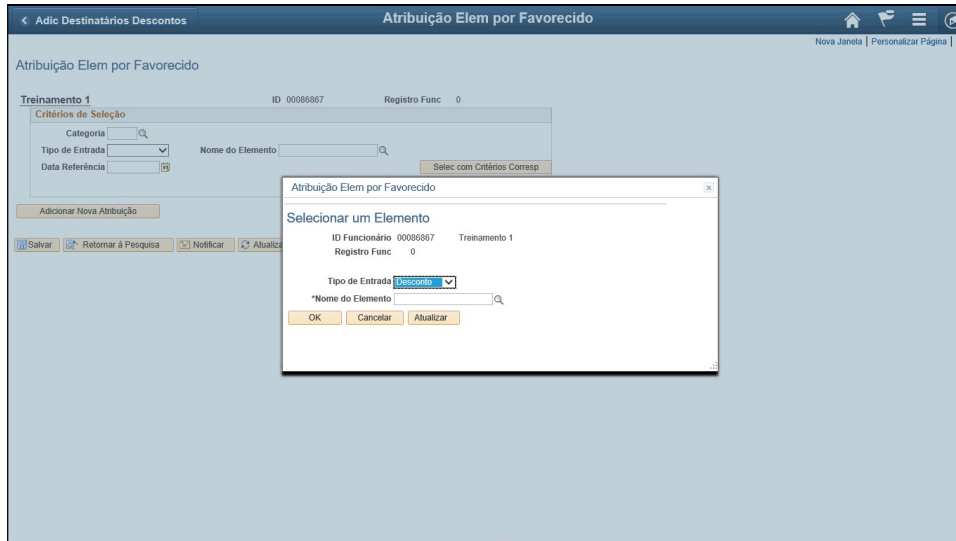 Adic Destinatários Descontos
Atribuição Elem por Favorecido
Nova Janela | Personalizar Página |
Atribuição Elem por Favorecido
Treinamento 1 ID 00086867 Registro Func 0
Critérios de Seleção
Categoria
Tipo de Entrada Nome do Elemento
Data Referência Selec com Critérios Corresp
Adicionar Nova Atribuição
Salvar Retornar à Pesquisa Notificar Atualiza
Atribuição Elem por Favorecido
Selecionar um Elemento
ID Funcionário 00086867 Treinamento 1
Registro Func 0
Tipo de Entrada Desconto
*Nome do Elemento
OK Cancelar Atualizar